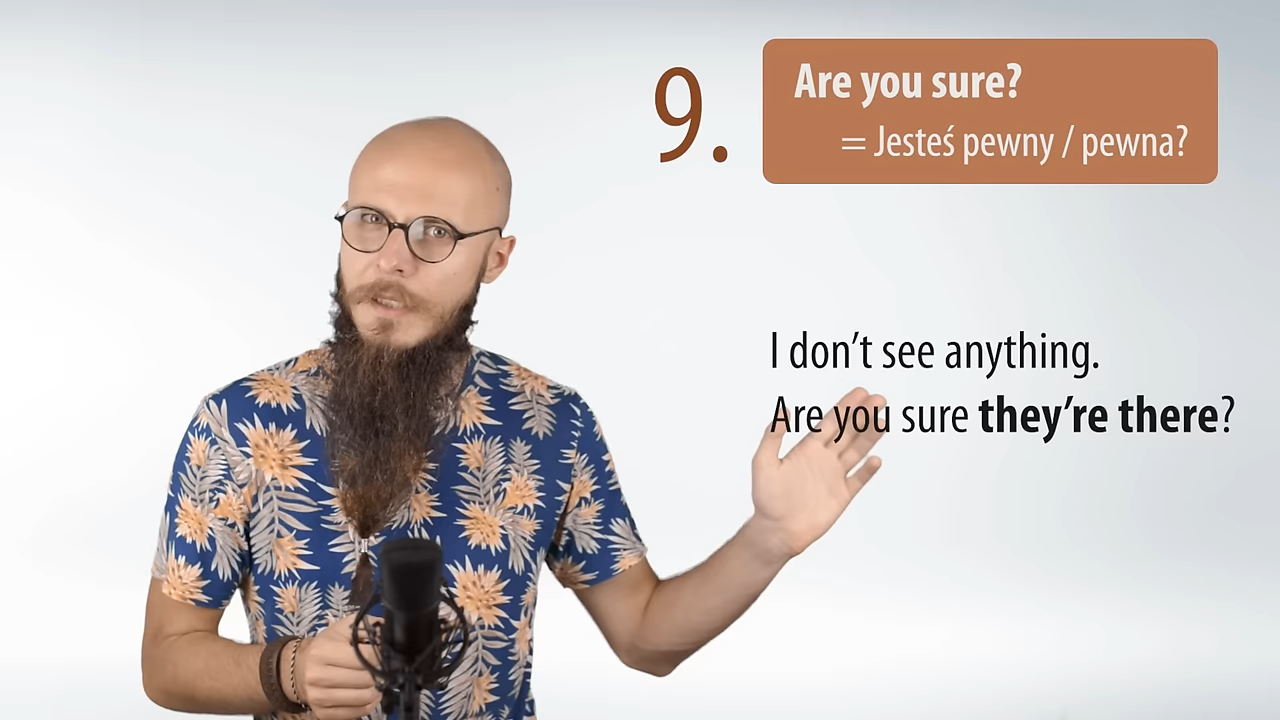 9.
Are you sure?
= Jesteś pewny / pewna?
I don't see anything.
Are you sure they're there?